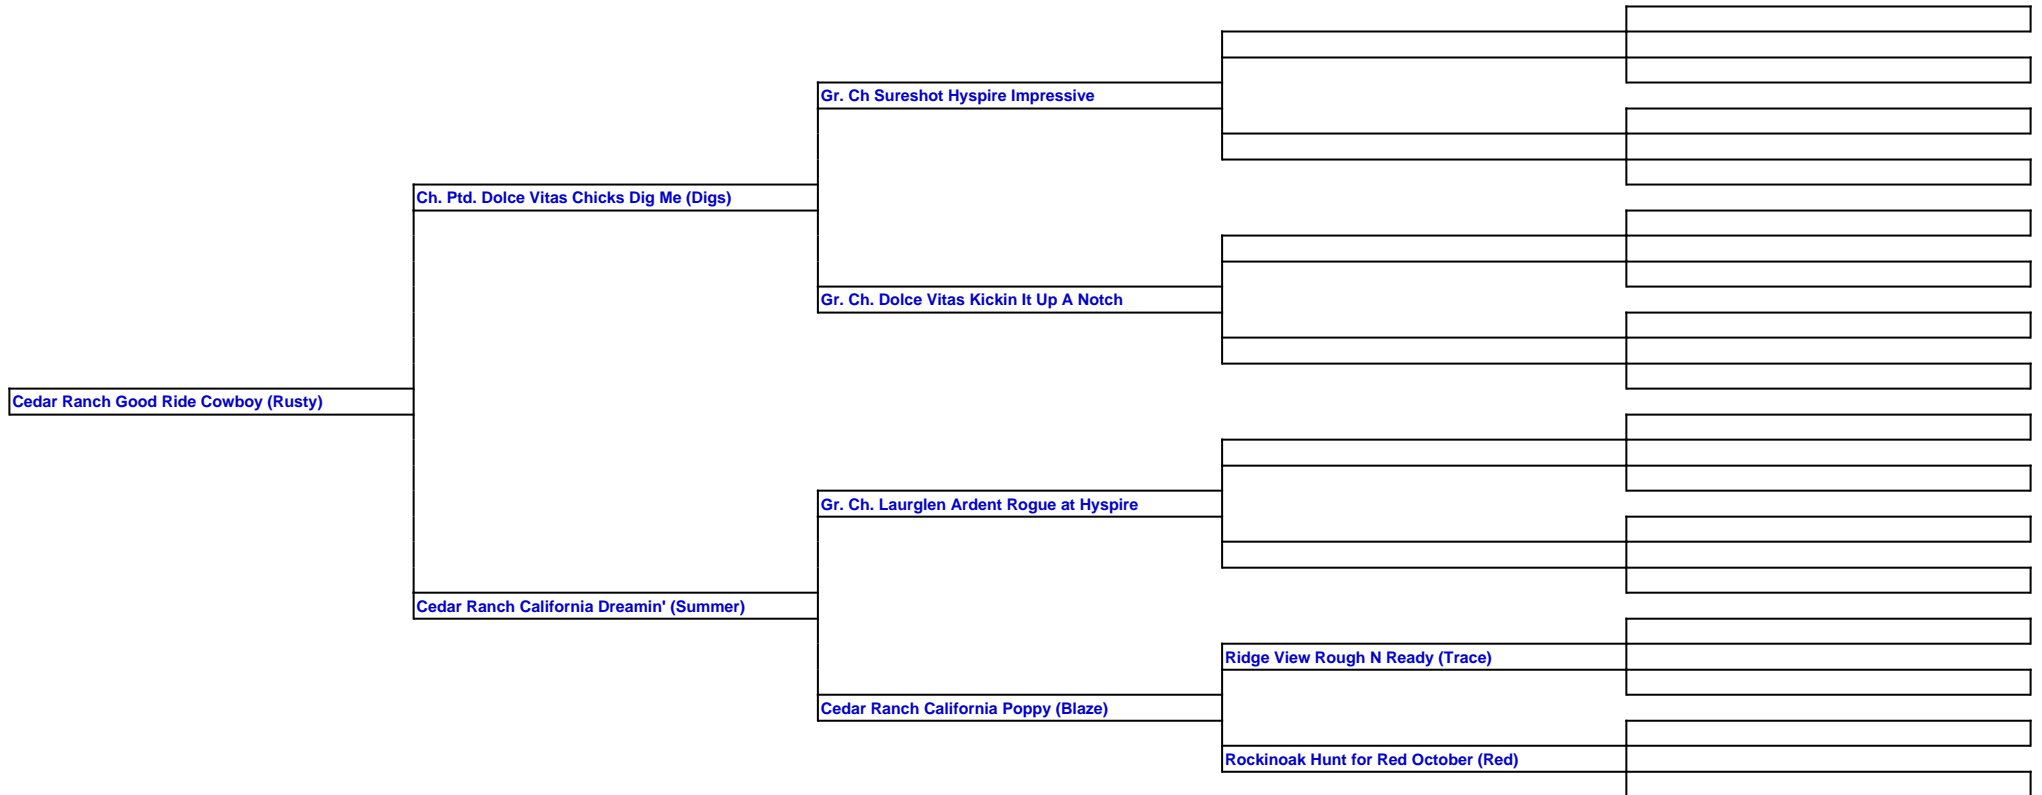 Gr. Ch Sureshot Hyspire Impressive
Ch. Ptd. Dolce Vitas Chicks Dig Me (Digs)
Gr. Ch. Dolce Vitas Kickin It Up A Notch
Cedar Ranch Good Ride Cowboy (Rusty)
Gr. Ch. Laurglen Ardent Rogue at Hyspire
Cedar Ranch California Dreamin' (Summer)
Ridge View Rough N Ready (Trace)
Cedar Ranch California Poppy (Blaze)
Rockinoak Hunt for Red October (Red)